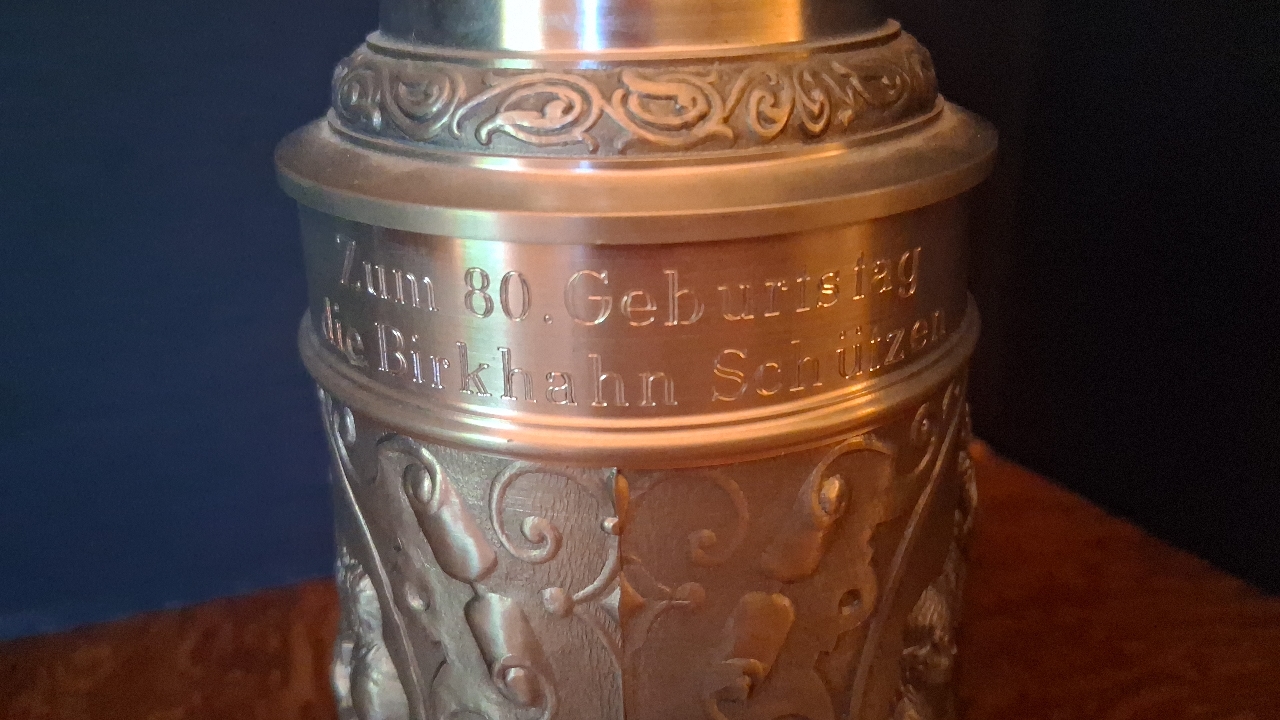 Zum 80. Geburtstag
die Birkhahn Schützen